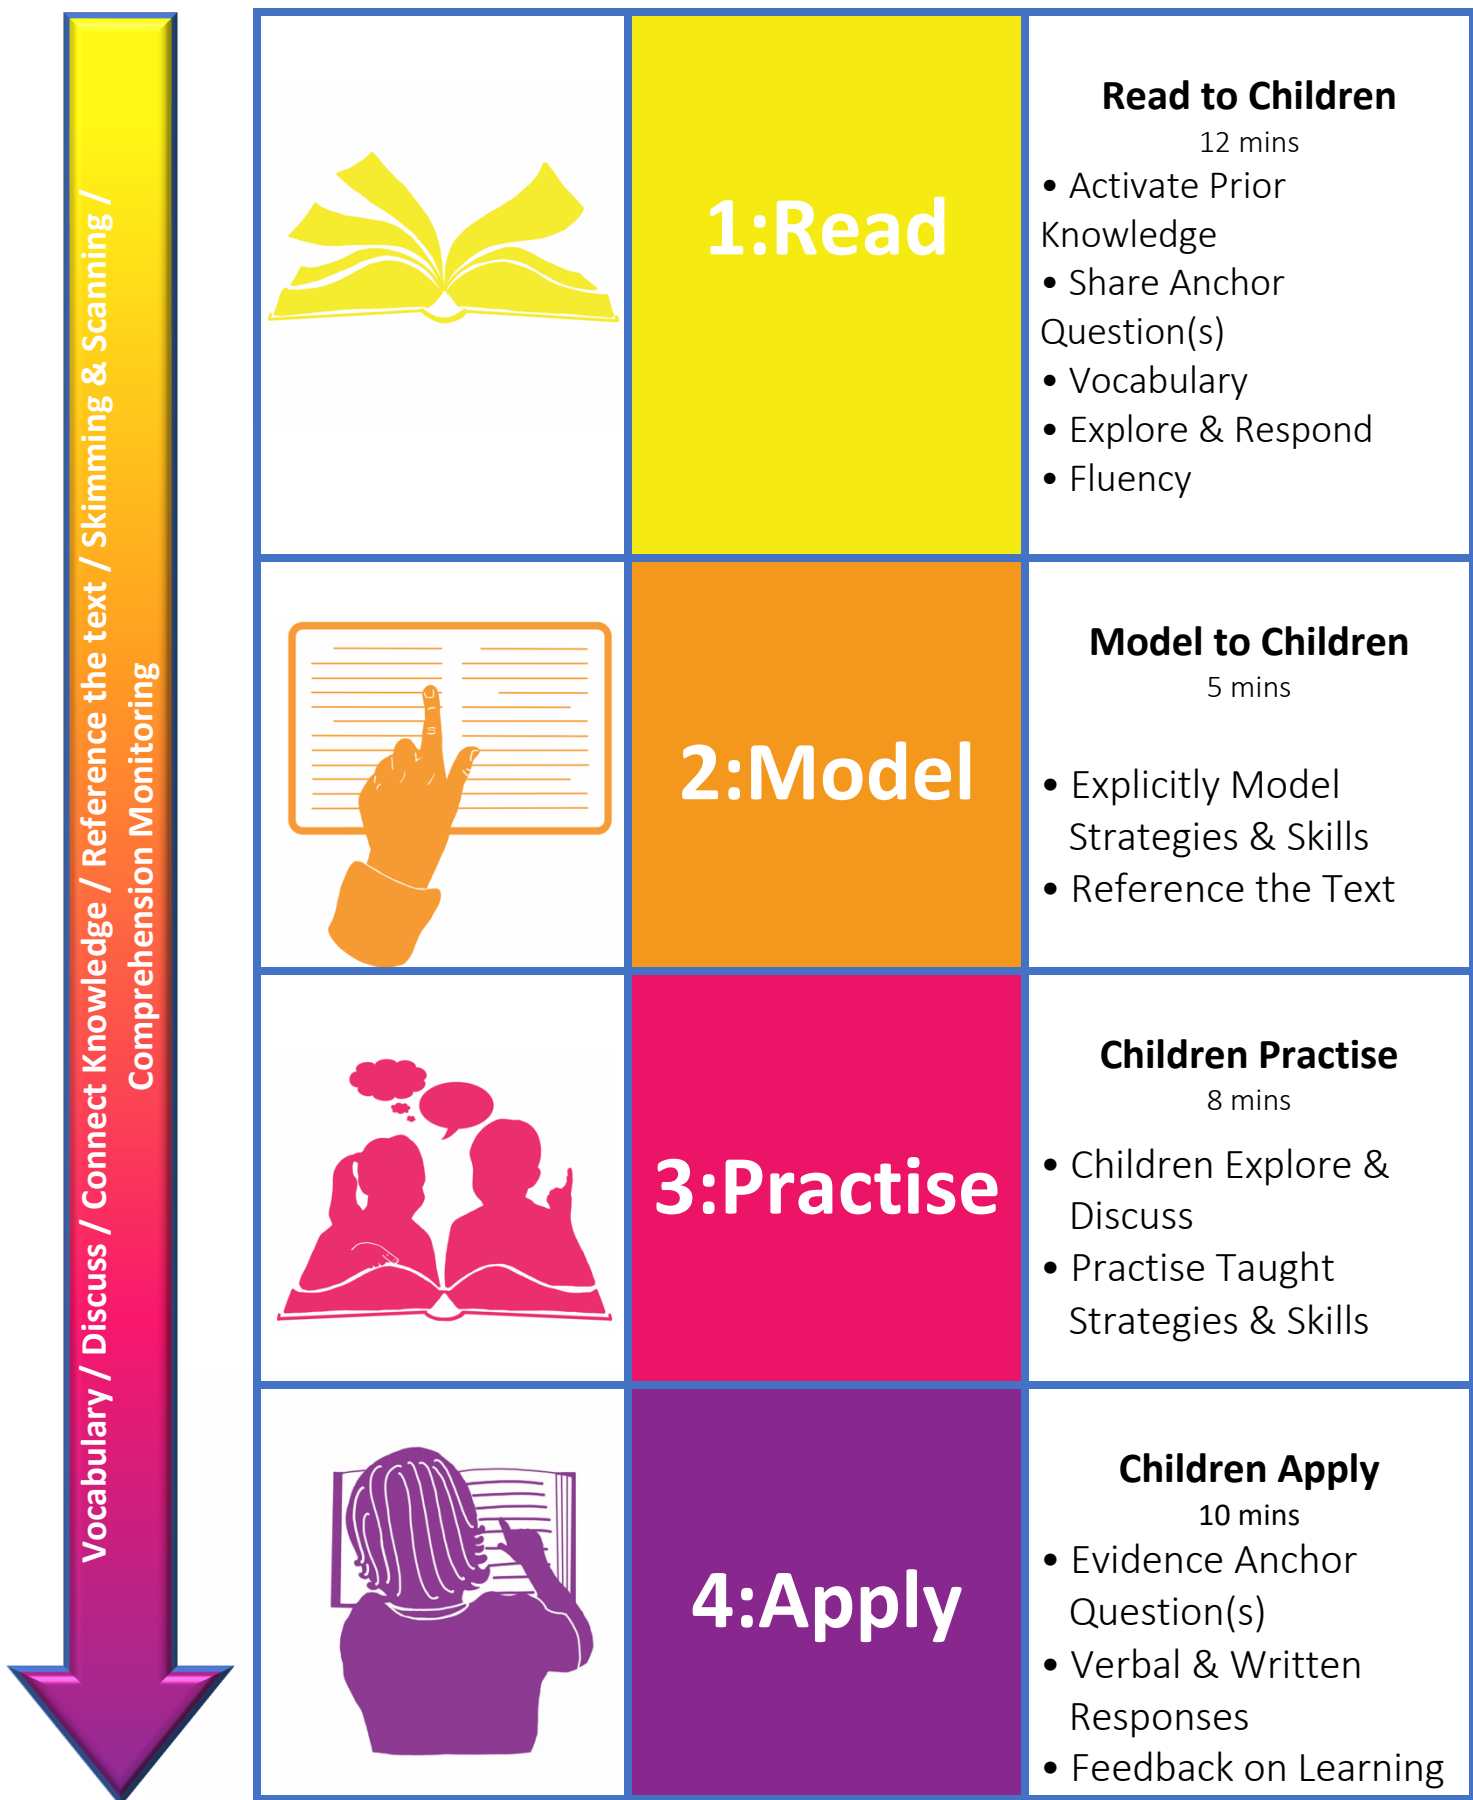 Vocabulary / Discuss / Connect Knowledge / Reference the text / Skimming & Scanning /
Comprehension Monitoring
1:Read
Read to Children
12 mins
• Activate Prior
Knowledge
• Share Anchor
Question(s)
• Vocabulary
• Explore & Respond
• Fluency
2:Model
Model to Children
5 mins
• Explicitly Model
Strategies & Skills
• Reference the Text
3:Practise
Children Practise
8 mins
• Children Explore &
Discuss
• Practise Taught
Strategies & Skills
4:Apply
Children Apply
10 mins
• Evidence Anchor
Question(s)
• Verbal & Written
Responses
• Feedback on Learning